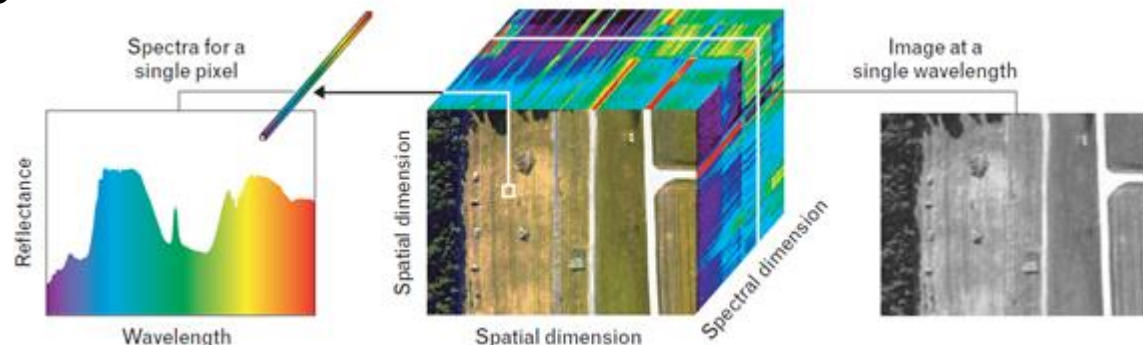 Spectra for a
single pixel
Reflectance
Wavelength
Spatial dimension
Spatial dimension
Spectral dimension
Image at a
single wavelength